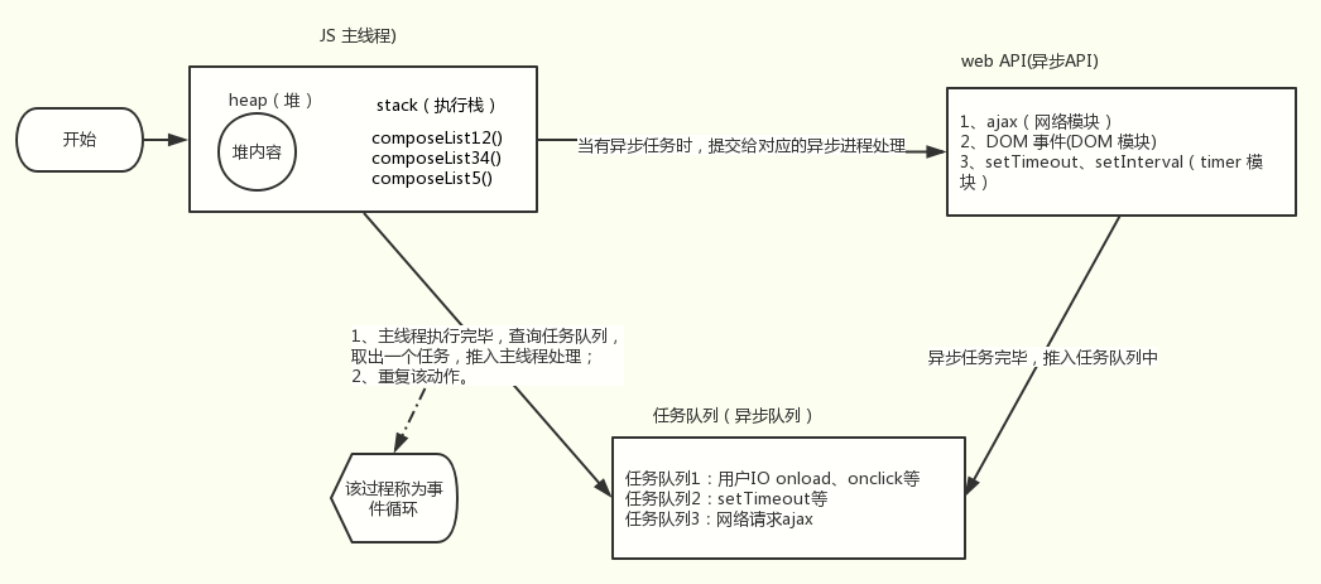 JS 主线程)
web API(异步API)
开始
heap（堆）
堆内容
stack（执行栈）
composeList12()
composeList34()
composeList5()
当有异步任务时，提交给对应的异步进程处理
1、ajax（网络模块）
2、DOM 事件(DOM 模块)
3、setTimeout、setInterval（timer 模
块）
1、主线程执行完毕，查询任务队列，
取出一个任务，推入主线程处理；
2、重复该动作。
异步任务完毕，推入任务队列中
任务队列（异步队列）
任务队列1：用户IO onload、onclick等
任务队列2：setTimeout等
任务队列3：网络请求ajax
该过程称为事
件循环